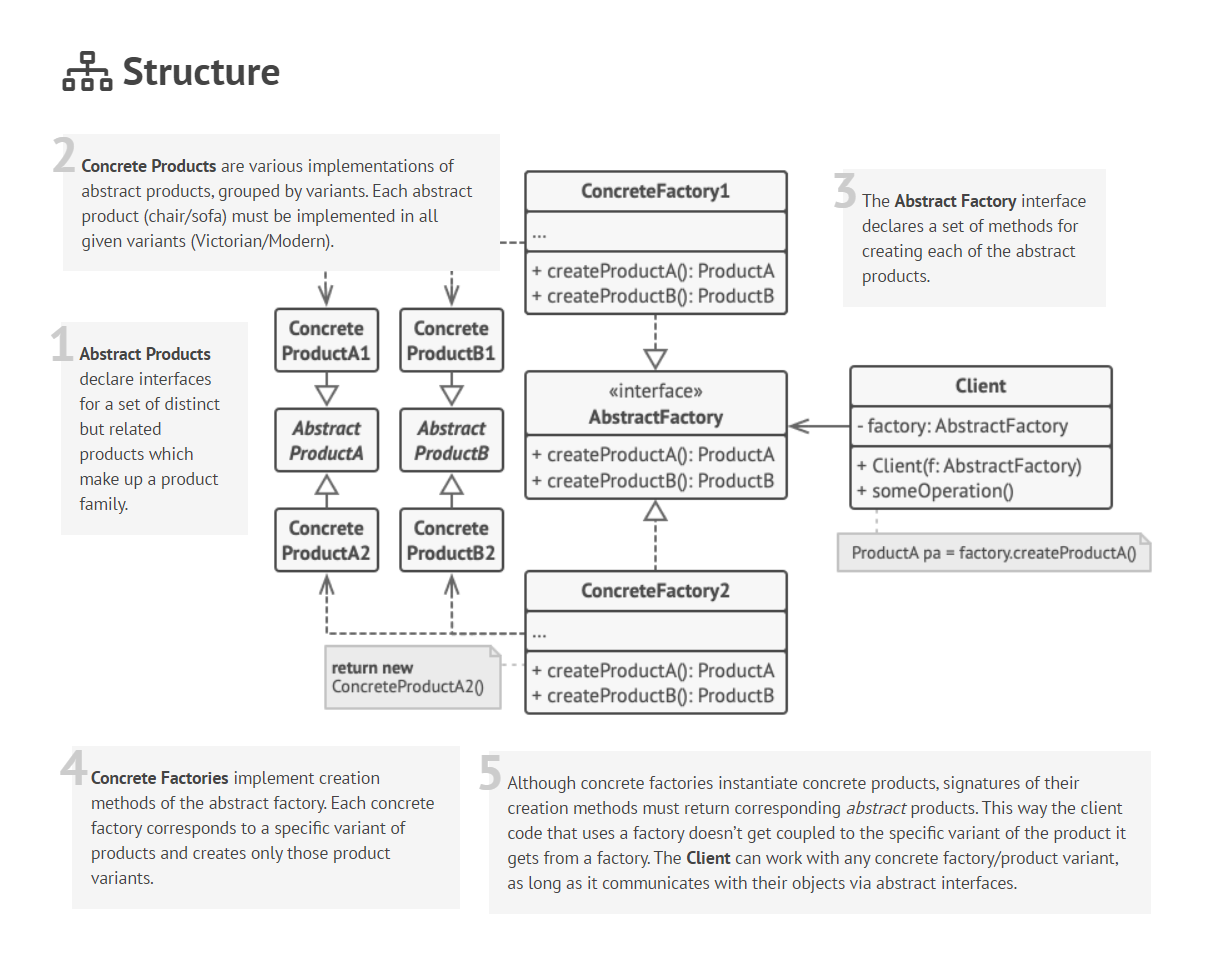 Structure
2
Concrete Products are various implementations of
abstract products, grouped by variants. Each abstract
product (chair/sofa) must be implemented in all
given variants (Victorian/Modern).
ConcreteFactory1
...
+ createProductA(): ProductA
+ createProductB(): ProductB
3
The Abstract Factory interface
declares a set of methods for
creating each of the abstract
products.
1
Abstract Products
declare interfaces
for a set of distinct
but related
products which
make up a product
family.
Concrete
ProductA1
Concrete
ProductB1
Abstract
ProductA
Abstract
ProductB
Concrete
ProductA2
Concrete
ProductB2
«interface»
AbstractFactory
+ createProductA(): ProductA
+ createProductB(): ProductB
Client
- factory: AbstractFactory
+ Client(f: AbstractFactory)
+ someOperation()
ProductA pa = factory.createProductA()
ConcreteFactory2
...
+ createProductA(): ProductA
+ createProductB(): ProductB
return new
ConcreteProductA2()
4
Concrete Factories implement creation
methods of the abstract factory. Each concrete
factory corresponds to a specific variant of
products and creates only those product
variants.
5
Although concrete factories instantiate concrete products, signatures of their
creation methods must return corresponding abstract products. This way the client
code that uses a factory doesn't get coupled to the specific variant of the product it
gets from a factory. The Client can work with any concrete factory/product variant,
as long as it communicates with their objects via abstract interfaces.